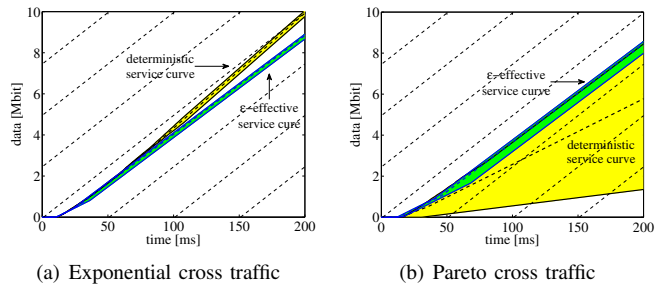 10
8
6
4
2
0
data [Mbit]
deterministic
service curve
ε−effective
service cure
0
50
100
150
200
time [ms]
(a) Exponential cross traffic
10
8
6
4
2
0
data [Mbit]
ε−effective
service curve
deterministic
service curve
0
50
100
150
200
time [ms]
(b) Pareto cross traffic